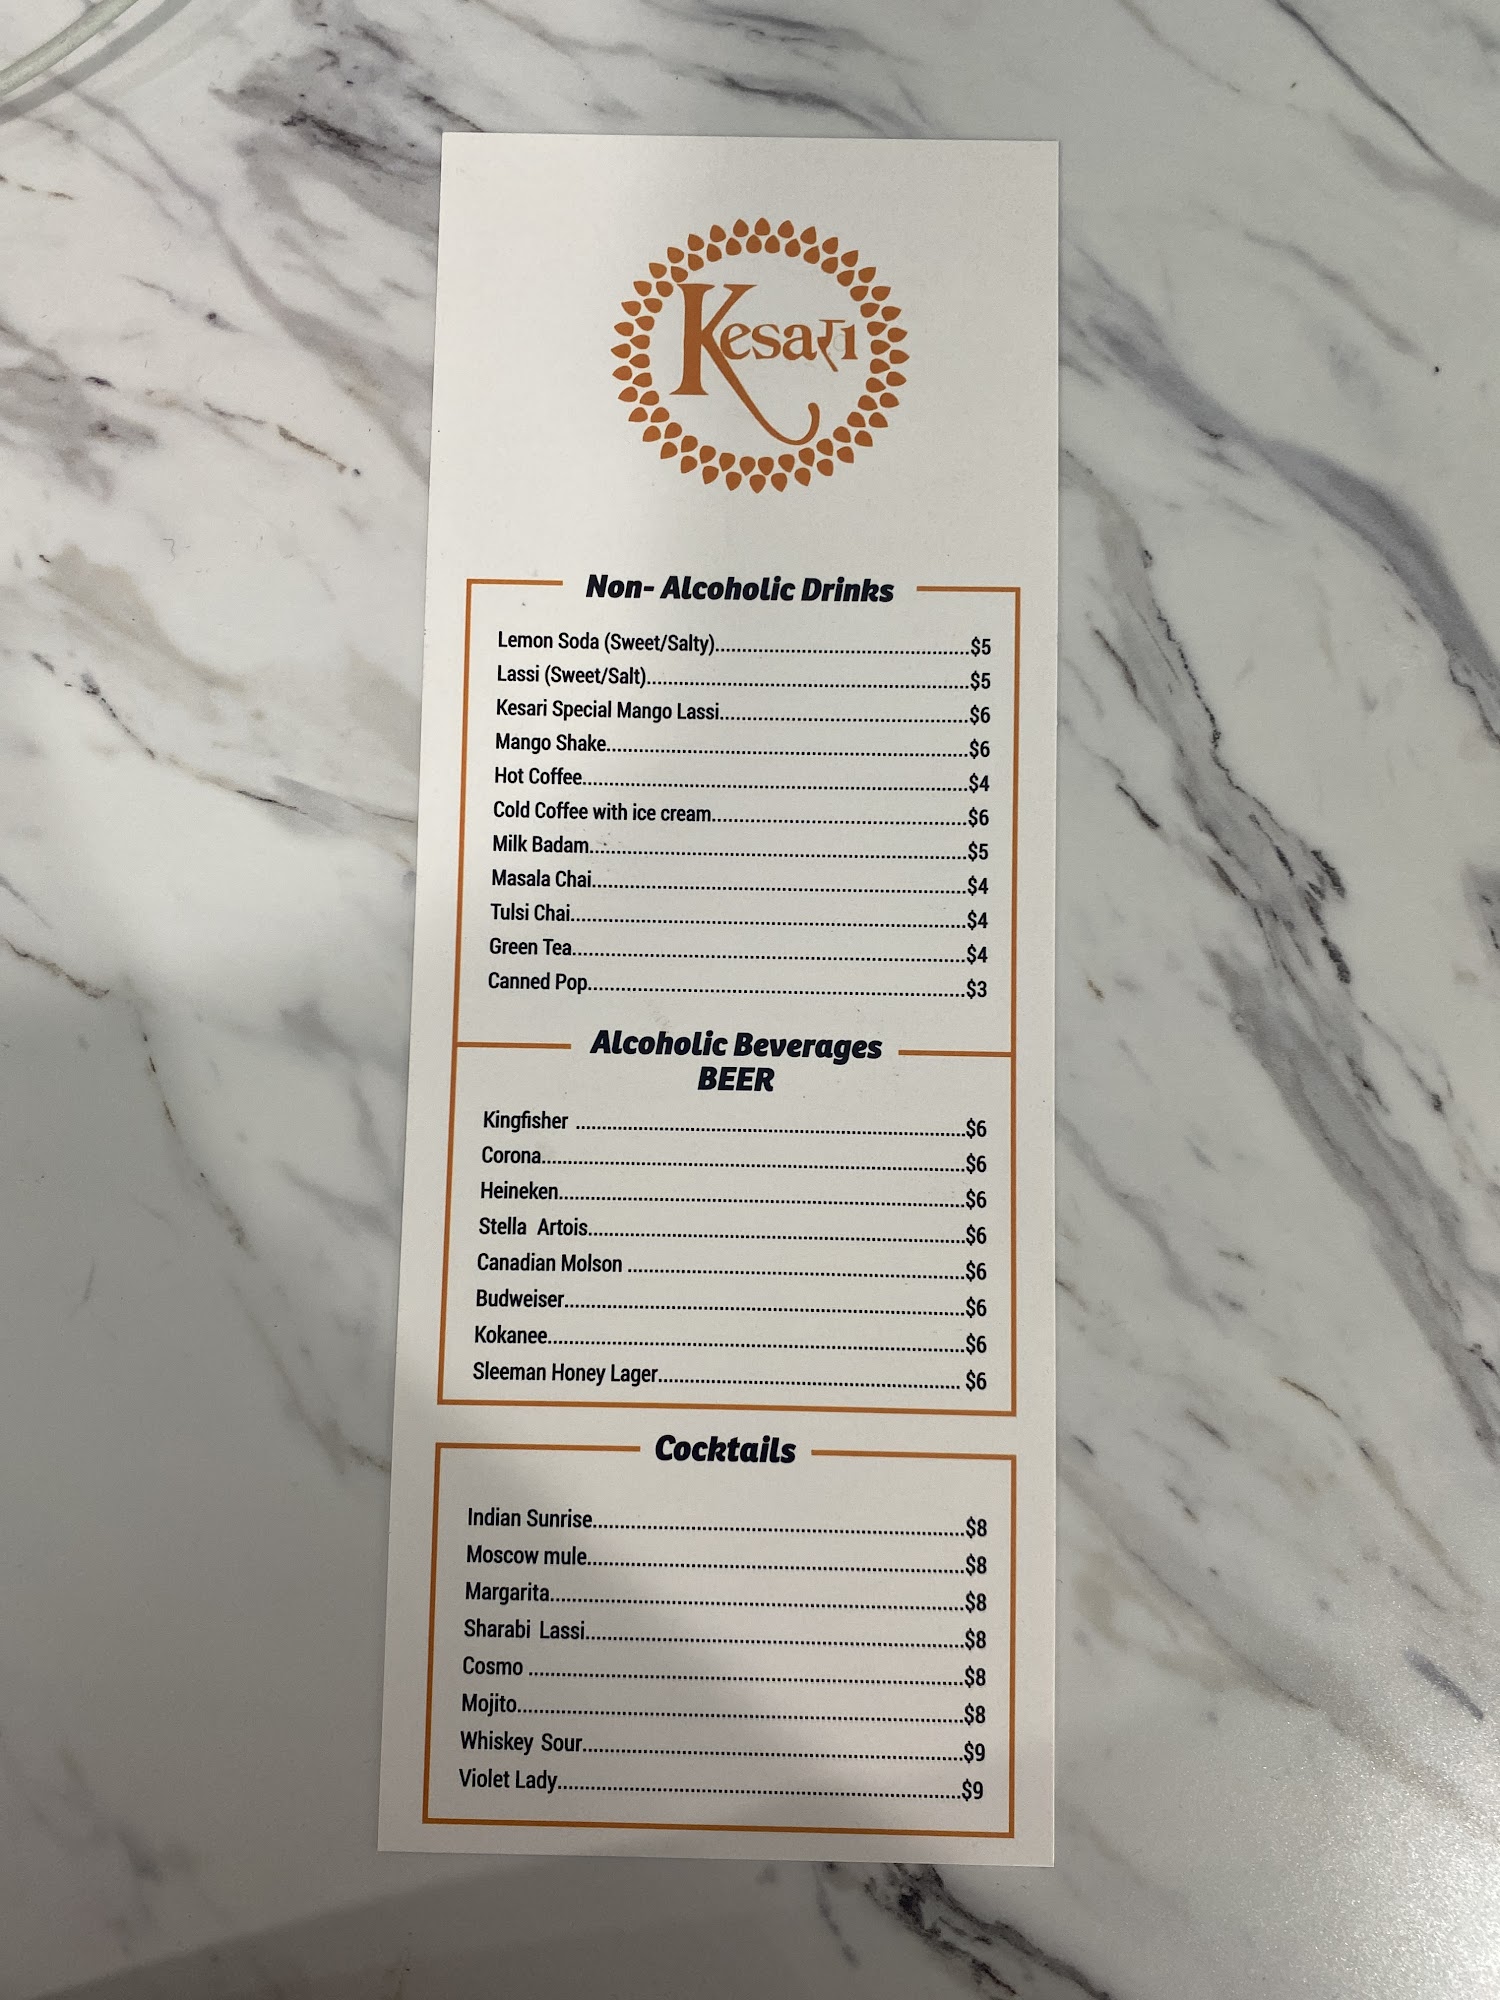 Kesari
Non- Alcoholic Drinks
Lemon Soda (Sweet/Salty)..........$5
Lassi (Sweet/Salt)..........$5
Kesari Special Mango Lassi..........$6
Mango Shake..........$6
Hot Coffee..........$4
Cold Coffee with ice cream..........$6
Milk Badam..........$5
Masala Chai..........$4
Tulsi Chai..........$4
Green Tea..........$4
Canned Pop..........$3
Alcoholic Beverages
BEER
Kingfisher ..........$6
Corona..........$6
Heineken..........$6
Stella Artois..........$6
Canadian Molson ..........$6
Budweiser..........$6
Kokanee..........$6
Sleeman Honey Lager.......... $6
Cocktails
Indian Sunrise..........$8
Moscow mule..........$8
Margarita..........$8
Sharabi Lassi..........$8
Cosmo ..........$8
Mojito..........$8
Whiskey Sour..........$9
Violet Lady..........$9